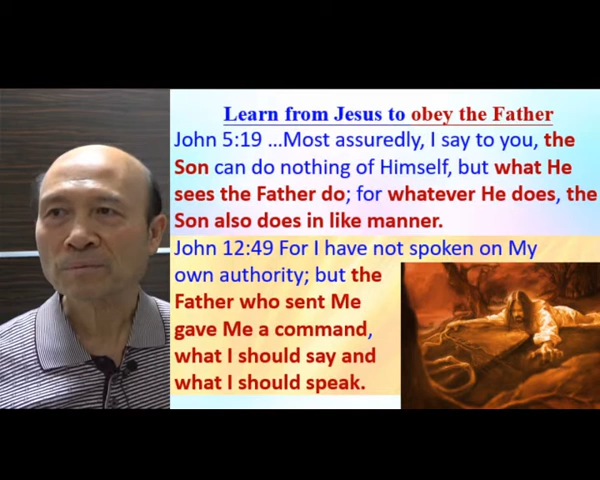 Learn from Jesus to obey the Father
John 5:19 ...Most assuredly, I say to you, the
Son can do nothing of Himself, but what He
sees the Father do; for whatever He does, the
Son also does in like manner.
John 12:49 For I have not spoken on My
own authority; but the
Father who sent Me
gave Me a command,
what I should say and
what I should speak.